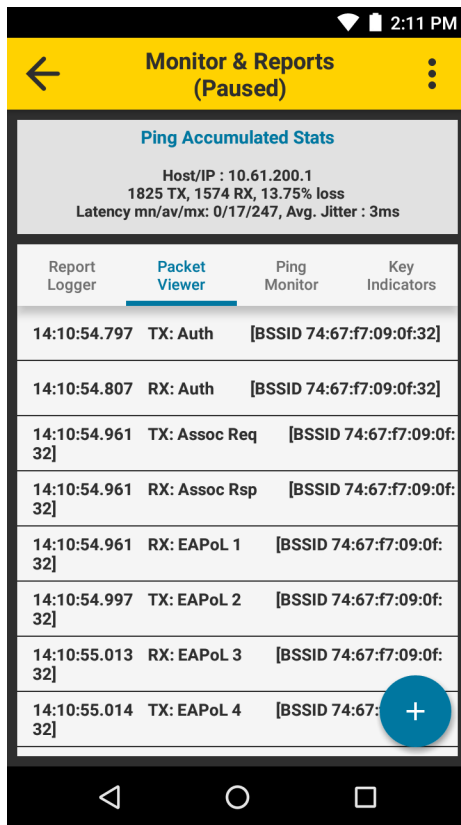 2:11 PM
Monitor & Reports
(Paused)
Ping Accumulated Stats
Host/IP : 10.61.200.1
1825 TX, 1574 RX, 13.75% loss
Latency mn/av/mx: 0/17/247, Avg. Jitter : 3ms
Report Logger
Packet Viewer
Ping Monitor
Key Indicators
14:10:54.797 TX: Auth [BSSID 74:67:f7:09:0f:32]
14:10:54.807 RX: Auth [BSSID 74:67:f7:09:0f:32]
14:10:54.961 TX: Assoc Req [BSSID 74:67:f7:09:0f:
32]
14:10:54.961 RX: Assoc Rsp [BSSID 74:67:f7:09:0f:
32]
14:10:54.961 RX: EAPoL 1 [BSSID 74:67:f7:09:0f:
32]
14:10:54.997 TX: EAPoL 2 [BSSID 74:67:f7:09:0f:
32]
14:10:55.013 RX: EAPoL 3 [BSSID 74:67:f7:09:0f:
32]
14:10:55.014 TX: EAPoL 4 [BSSID 74:67:
32]
+